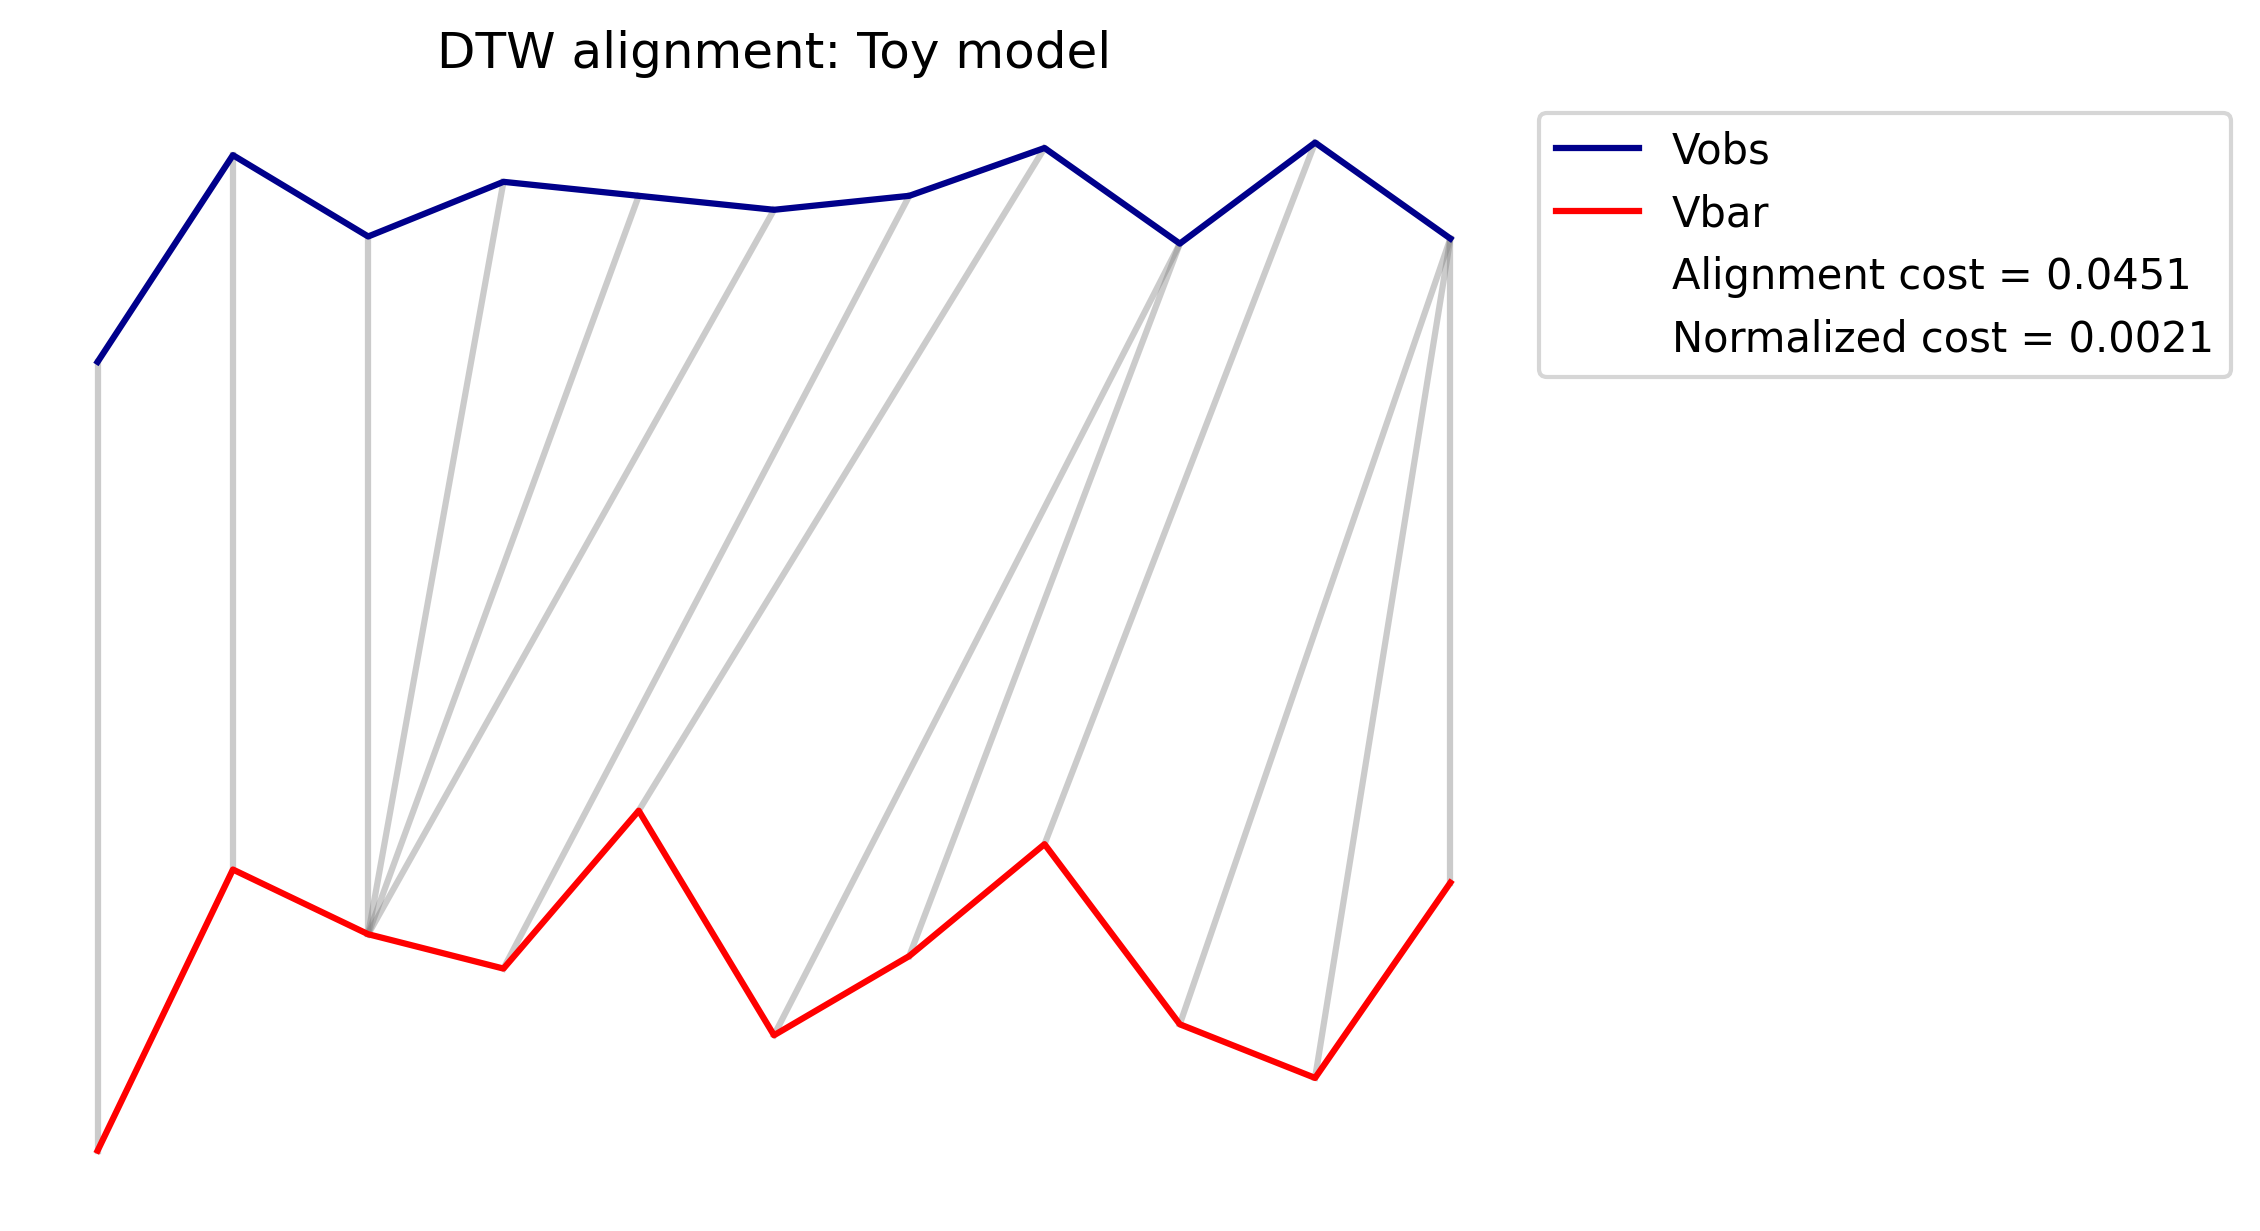 DTW alignment: Toy model
Vobs
Vbar
Alignment cost = 0.0451
Normalized cost = 0.0021